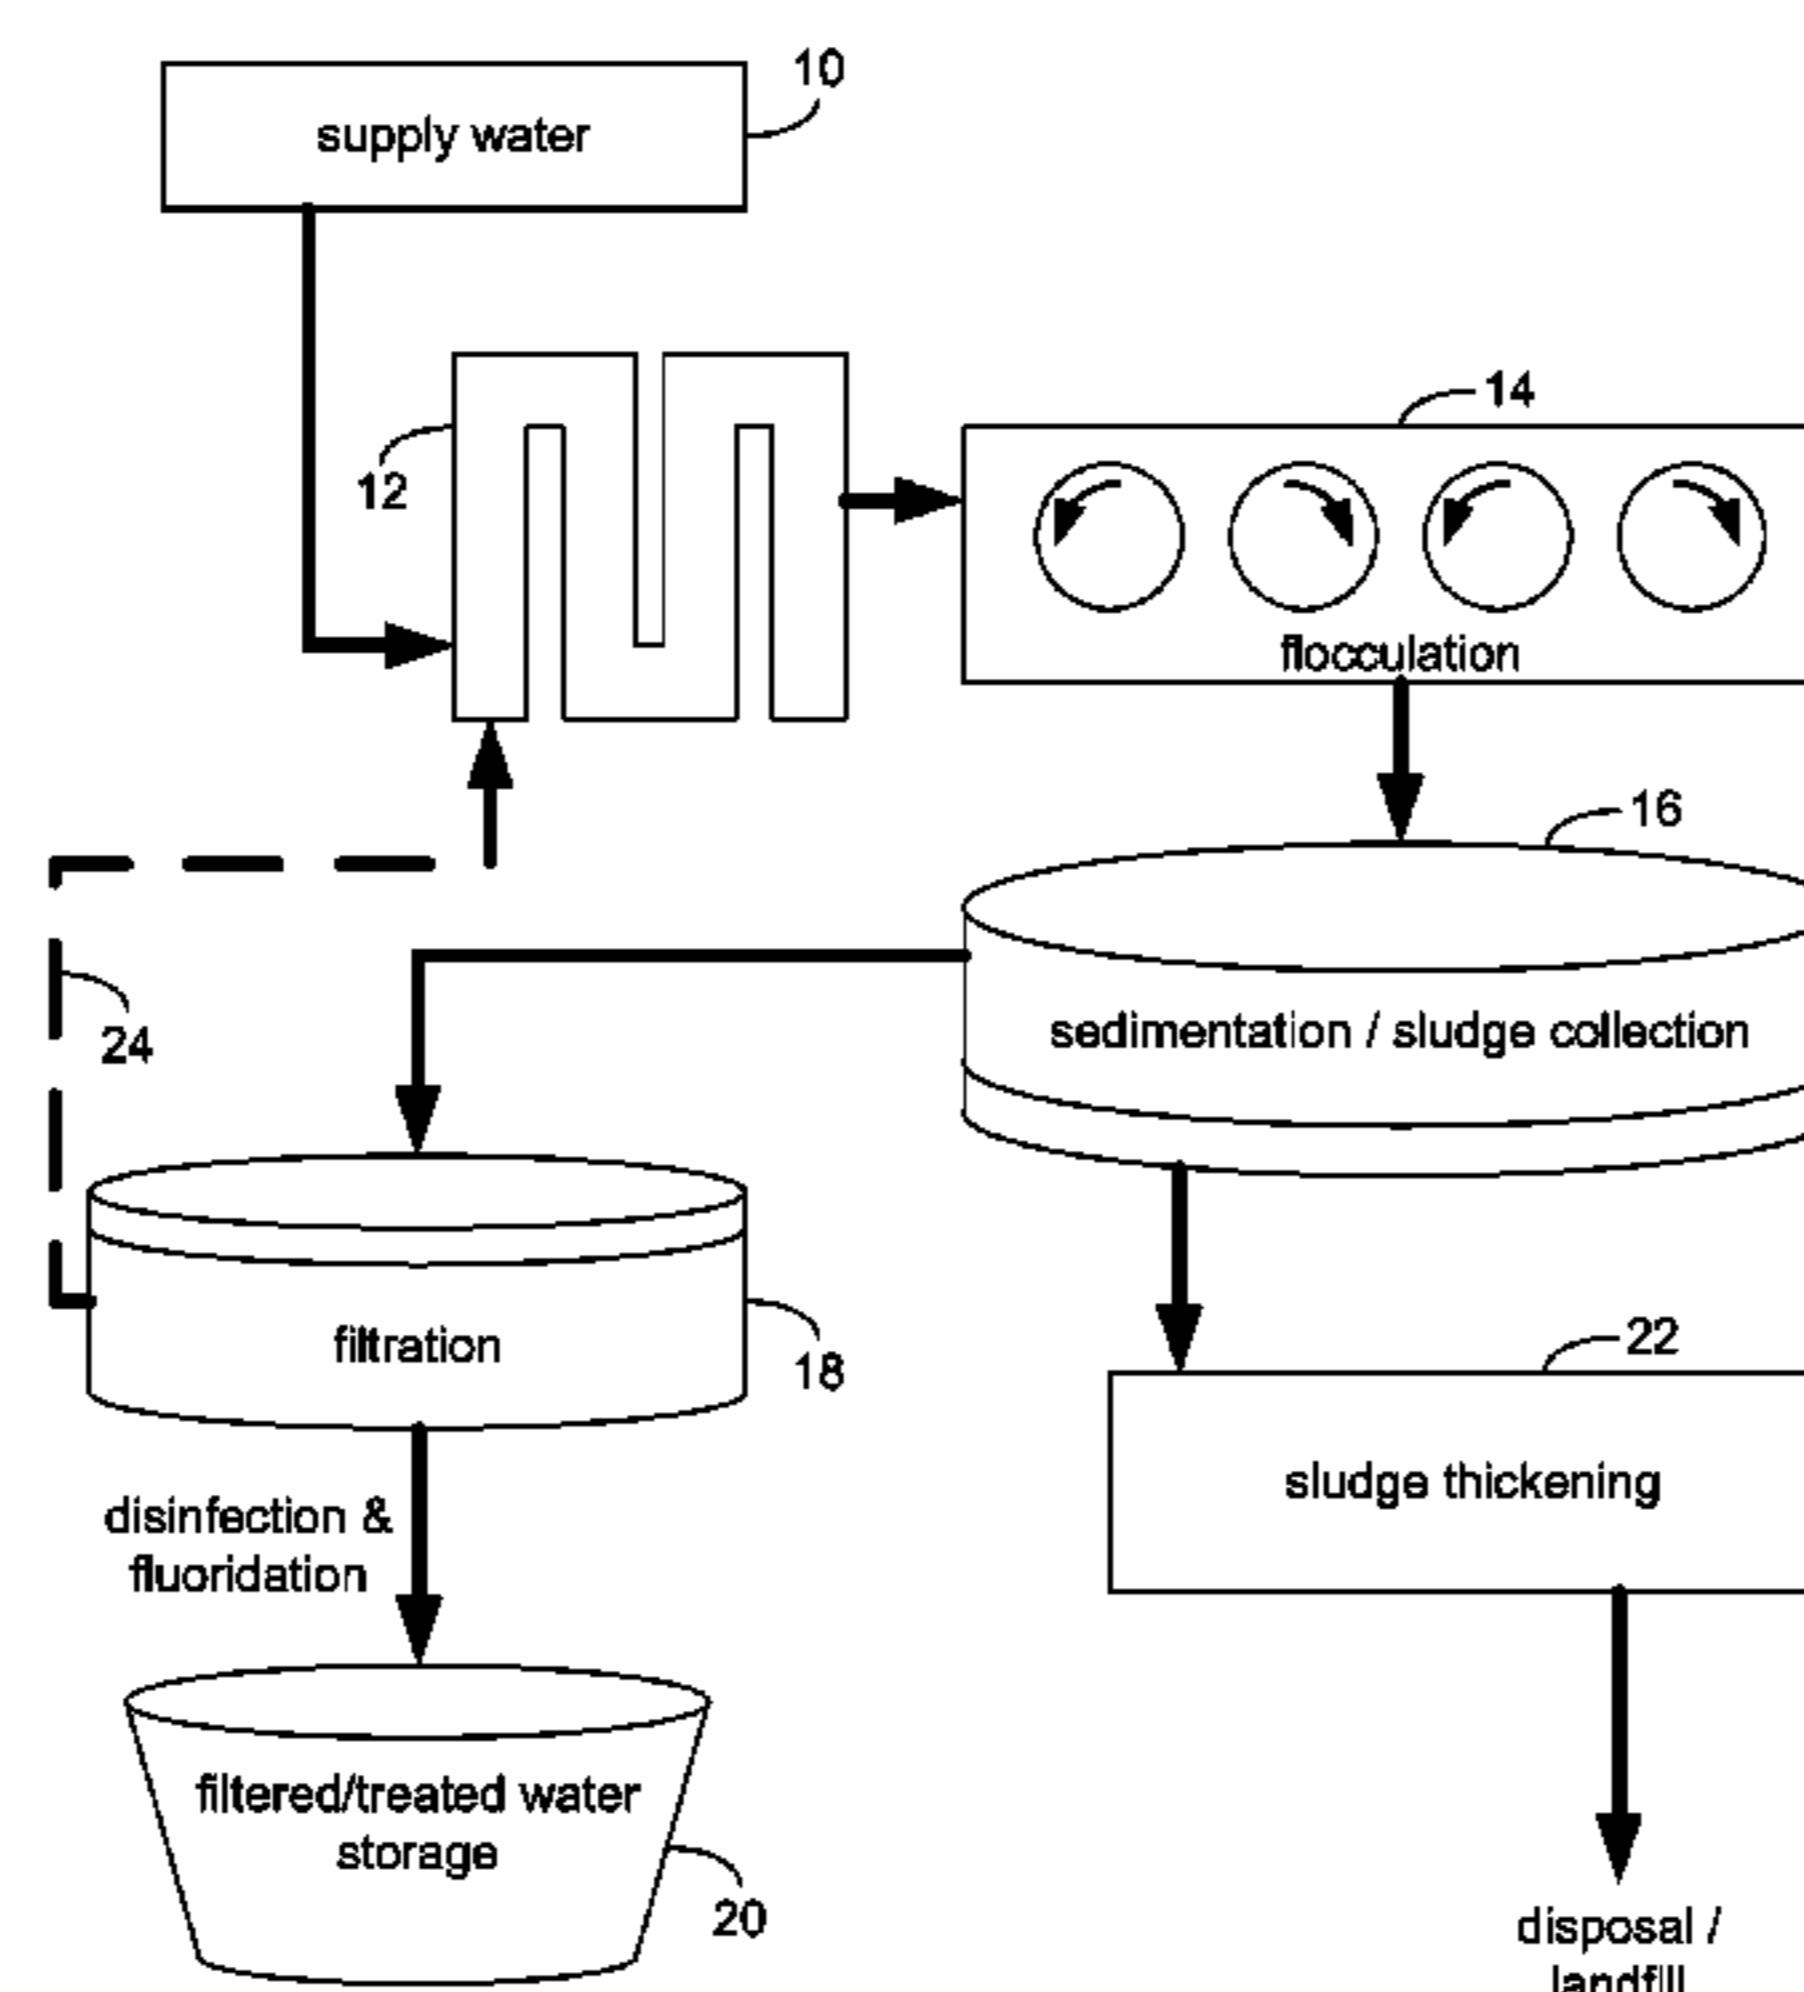 10
supply water
14
12
flocculation
16
24
sedimentation / sludge collection
filtration
18
22
sludge thickening
disinfection &
fluoridation
filtered/treated water
storage
20
disposal /
landfill